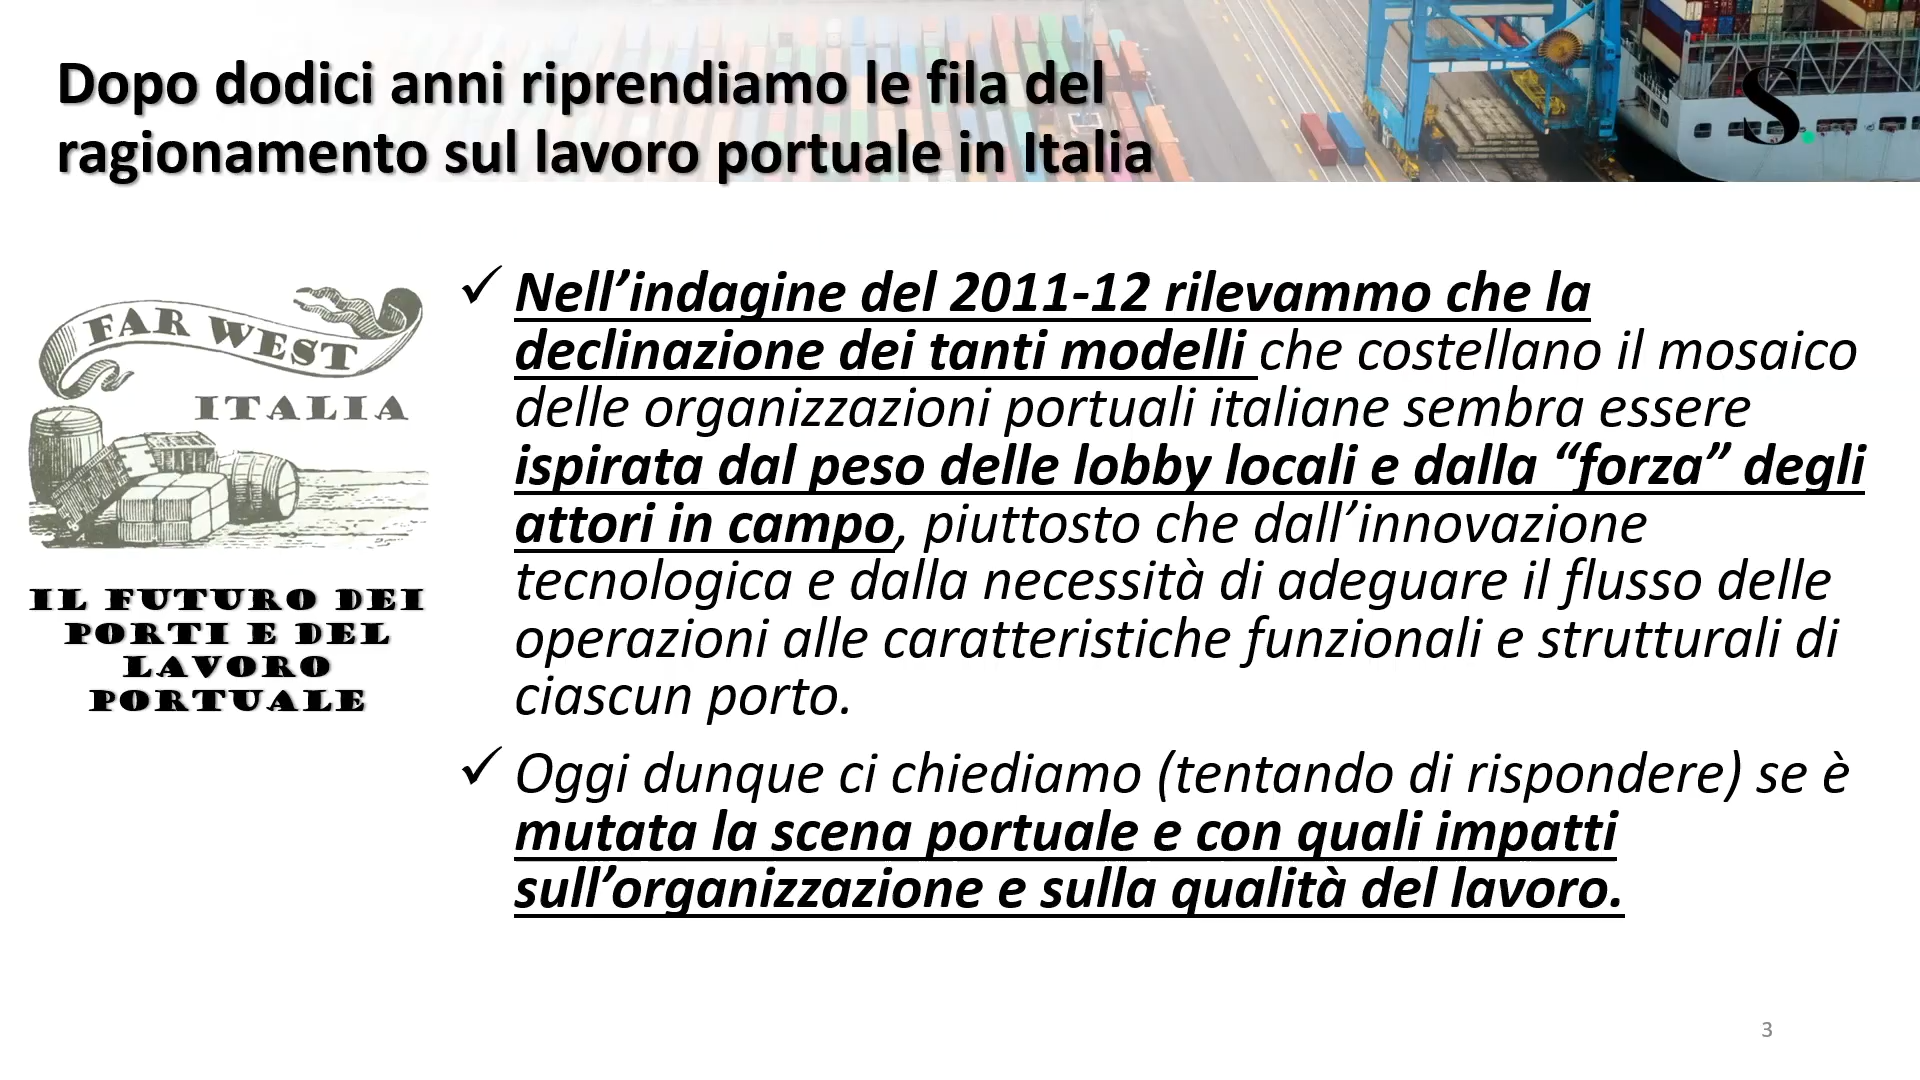 Dopo dodici anni riprendiamo le fila del
ragionamento sul lavoro portuale in Italia
S.
FAR WEST
ITALIA
IL FUTURO DEI
PORTI E DEL
LAVORO
PORTUALE
✓ Nell’indagine del 2011-12 rilevammo che la
declinazione dei tanti modelli che costellano il mosaico
delle organizzazioni portuali italiane sembra essere
ispirata dal peso delle lobby locali e dalla “forza” degli
attori in campo, piuttosto che dall’innovazione
tecnologica e dalla necessità di adeguare il flusso delle
operazioni alle caratteristiche funzionali e strutturali di
ciascun porto.
✓ Oggi dunque ci chiediamo (tentando di rispondere) se è
mutata la scena portuale e con quali impatti
sull’organizzazione e sulla qualità del lavoro.
3